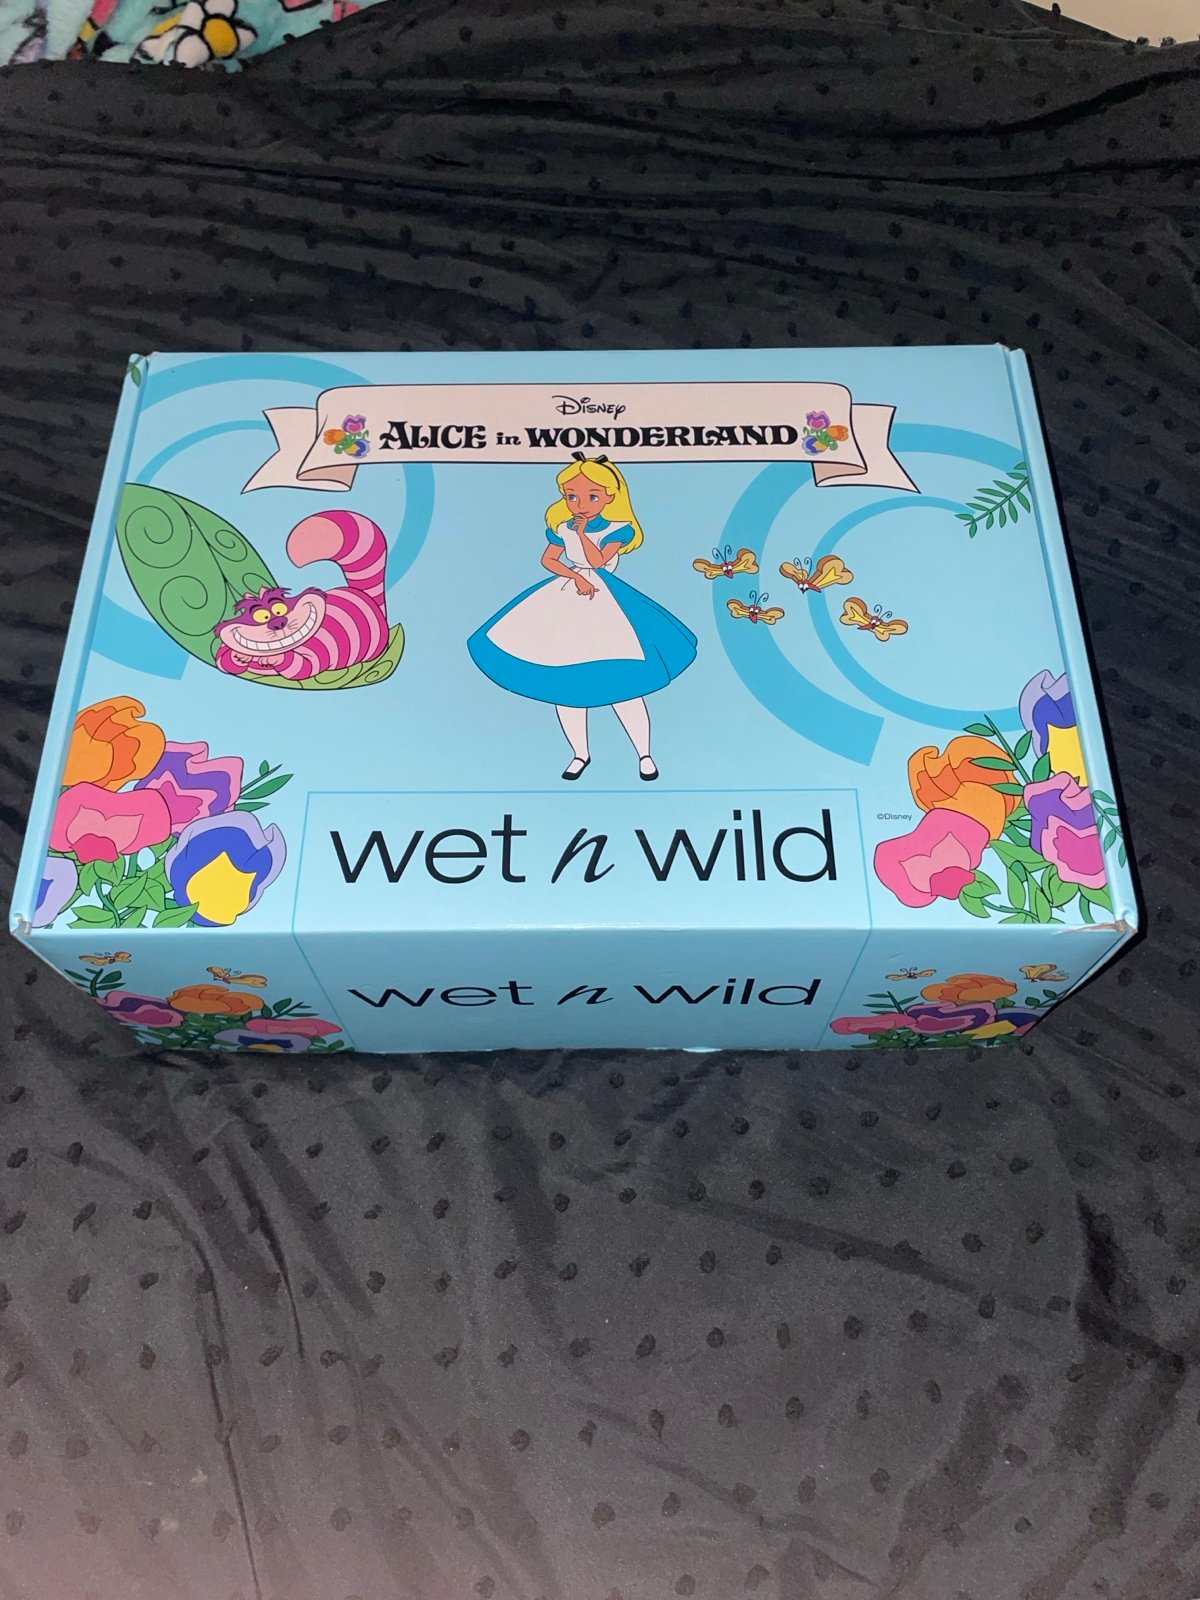 Disney
ALICE in WONDERLAND
©Disney
wet n wild
wet n wild